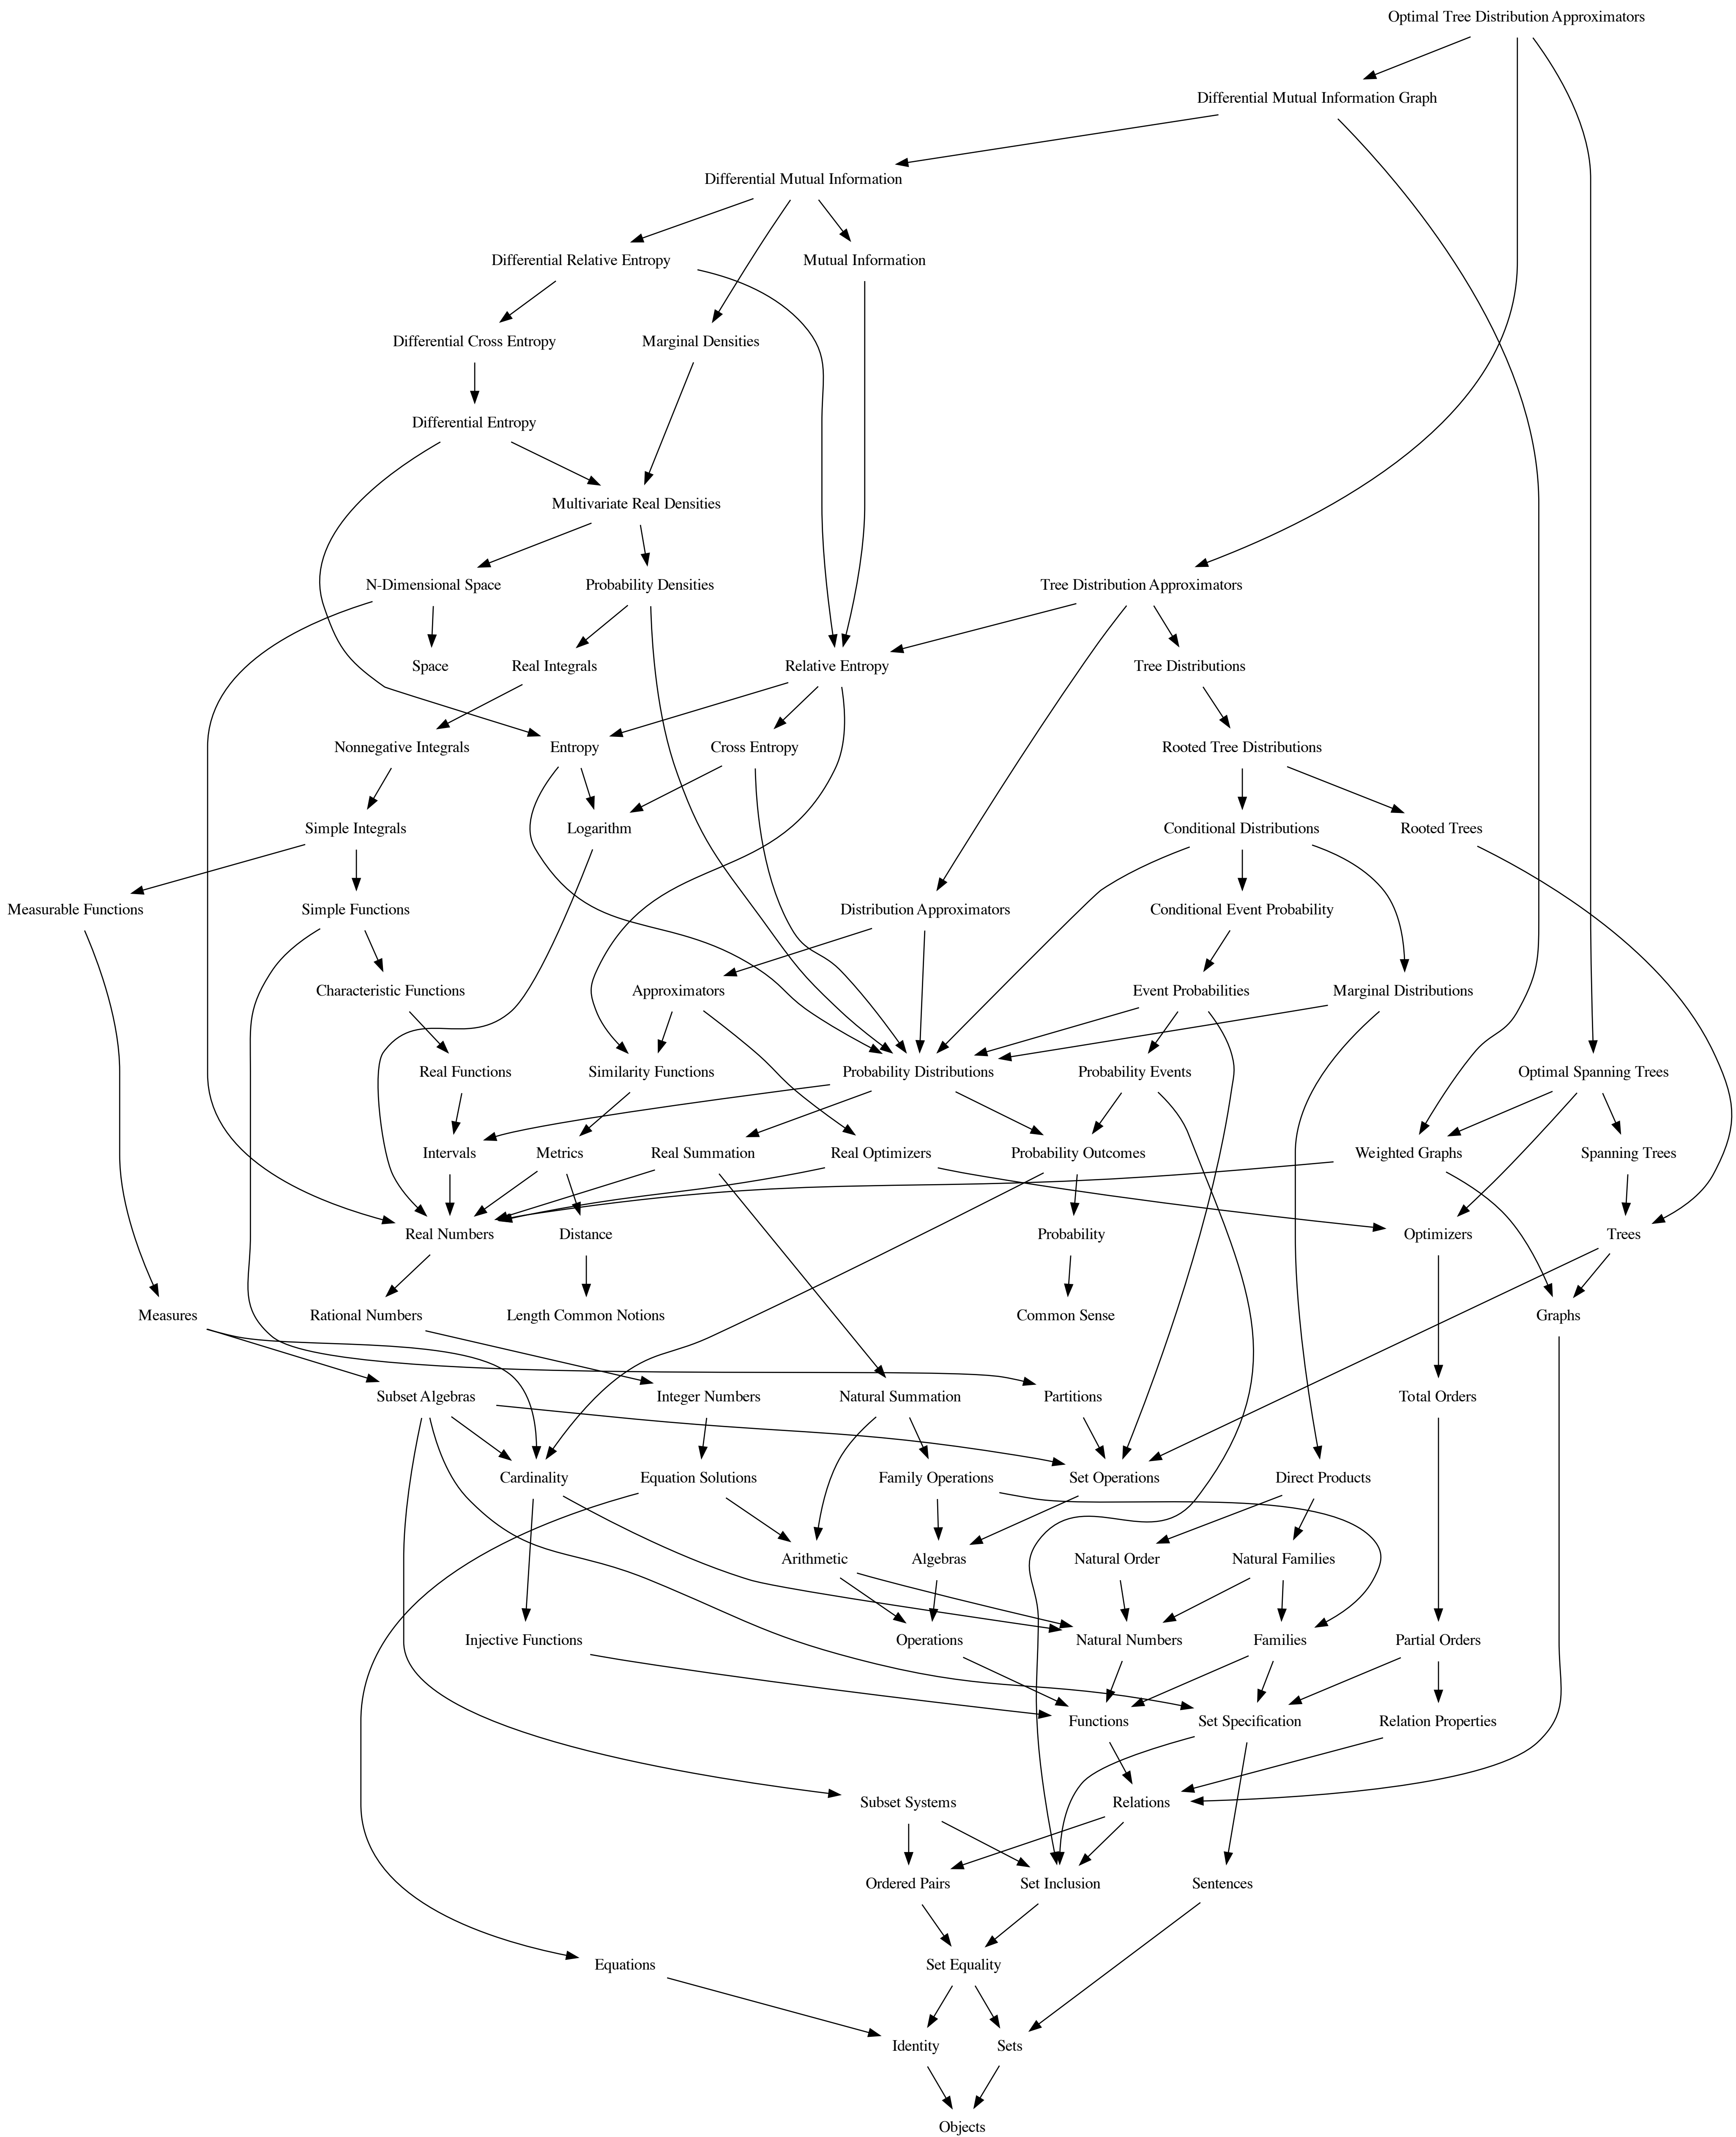 Optimal Tree Distribution Approximators
Differential Mutual Information Graph
Differential Mutual Information
Differential Relative Entropy
Mutual Information
Differential Cross Entropy
Marginal Densities
Differential Entropy
Multivariate Real Densities
N-Dimensional Space
Probability Densities
Tree Distribution Approximators
Space
Real Integrals
Relative Entropy
Tree Distributions
Nonnegative Integrals
Entropy
Cross Entropy
Rooted Tree Distributions
Simple Integrals
Logarithm
Conditional Distributions
Rooted Trees
Measurable Functions
Simple Functions
Distribution Approximators
Conditional Event Probability
Characteristic Functions
Approximators
Event Probabilities
Marginal Distributions
Real Functions
Similarity Functions
Probability Distributions
Probability Events
Optimal Spanning Trees
Intervals
Metrics
Real Summation
Real Optimizers
Probability Outcomes
Weighted Graphs
Spanning Trees
Real Numbers
Distance
Probability
Optimizers
Trees
Measures
Rational Numbers
Length Common Notions
Common Sense
Graphs
Subset Algebras
Integer Numbers
Natural Summation
Partitions
Total Orders
Cardinality
Equation Solutions
Family Operations
Set Operations
Direct Products
Arithmetic
Algebras
Natural Order
Natural Families
Injective Functions
Operations
Natural Numbers
Families
Partial Orders
Functions
Set Specification
Relation Properties
Subset Systems
Relations
Ordered Pairs
Set Inclusion
Sentences
Equations
Set Equality
Identity
Sets
Objects